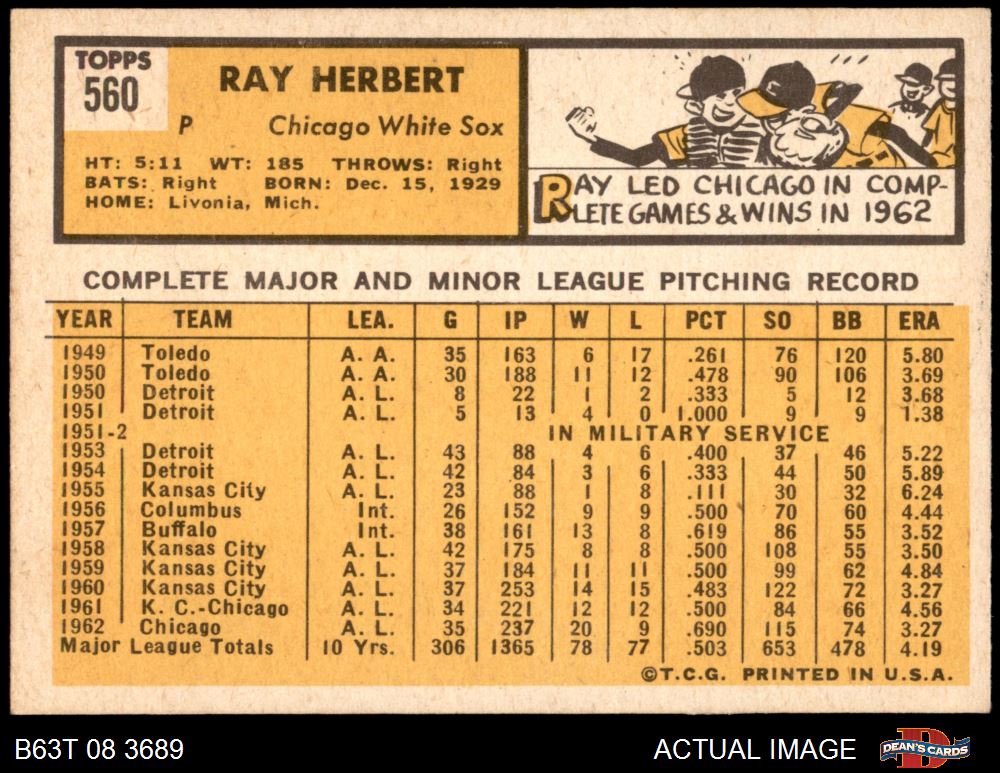 TOPPS
560
RAY HERBERT
P Chicago White Sox
HT: 5:11 WT: 185 THROWS: Right
BATS: Right BORN: Dec. 15, 1929
HOME: Livonia, Mich.
RAY LED CHICAGO IN COMP-
LETE GAMES & WINS IN 1962
COMPLETE MAJOR AND MINOR LEAGUE PITCHING RECORD
YEAR TEAM LEA. G IP W L PCT SO BB ERA
1949 Toledo A. A. 35 163 6 17 .261 76 120 5.80
1950 Toledo A. A. 30 188 11 12 .478 90 106 3.69
1950 Detroit A. L. 8 22 1 2 .333 5 12 3.68
1951 Detroit A. L. 5 13 4 0 1.000 9 9 1.38
1951-2 IN MILITARY SERVICE
1953 Detroit A. L. 43 88 4 6 .400 37 46 5.22
1954 Detroit A. L. 42 84 3 6 .333 44 50 5.89
1955 Kansas City A. L. 23 88 1 8 .111 30 32 6.24
1956 Columbus Int. 26 152 9 9 .500 70 60 4.44
1957 Buffalo Int. 38 161 13 8 .619 86 55 3.52
1958 Kansas City A. L. 42 175 8 8 .500 108 55 3.50
1959 Kansas City A. L. 37 184 11 11 .500 99 62 4.84
1960 Kansas City A. L. 37 253 14 15 .483 122 72 3.27
1961 K. C.-Chicago A. L. 34 221 12 12 .500 84 66 4.56
1962 Chicago A. L. 35 237 20 9 .690 115 74 3.27
Major League Totals 10 Yrs. 306 1365 78 77 .503 653 478 4.19
©T.C.G. PRINTED IN U.S.A.
B63T 08 3689 ACTUAL IMAGE DEAN'S CARDS